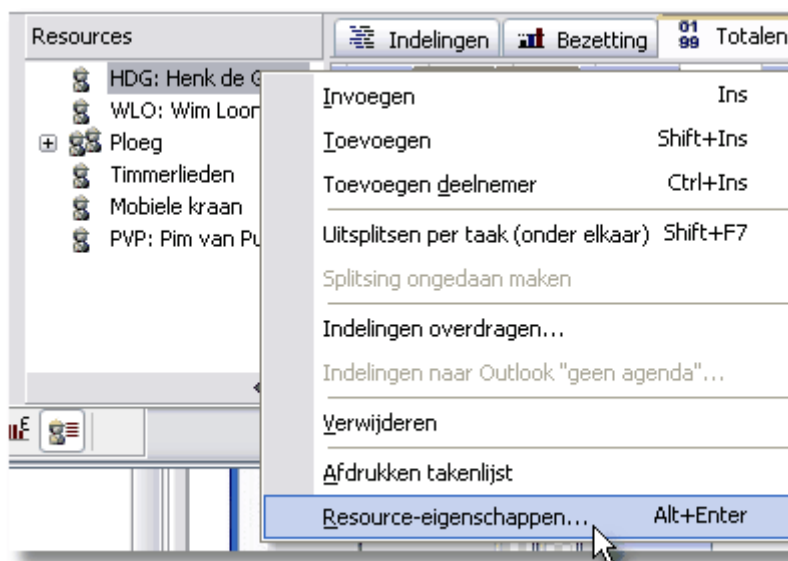 Resources
Indelingen
Bezetting
01
99
Totalen
HDG: Henk de G
WLO: Wim Loor
Ploeg
Timmerlieden
Mobiele kraan
PVP: Pim van Pu
Invoegen Ins
Toevoegen Shift+Ins
Toevoegen deelnemer Ctrl+Ins
Uitsplitsen per taak (onder elkaar) Shift+F7
Splitsing ongedaan maken
Indelingen overdragen...
Indelingen naar Outlook "geen agenda"...
Verwijderen
Afdrukken takenlijst
Resource-eigenschappen... Alt+Enter